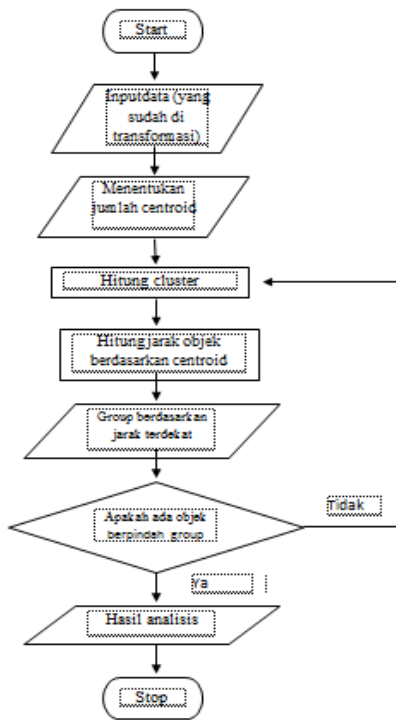 Start
Inputdata (yang
sudah di
transformasi)
Menentukan
jumlah centroid
Hitung cluster
Hitung jarak objek
berdasarkan centroid
Group berdasarkan
jarak terdekat
Apakah ada objek
berpindah group
Tidak
Ya
Hasil analisis
Stop